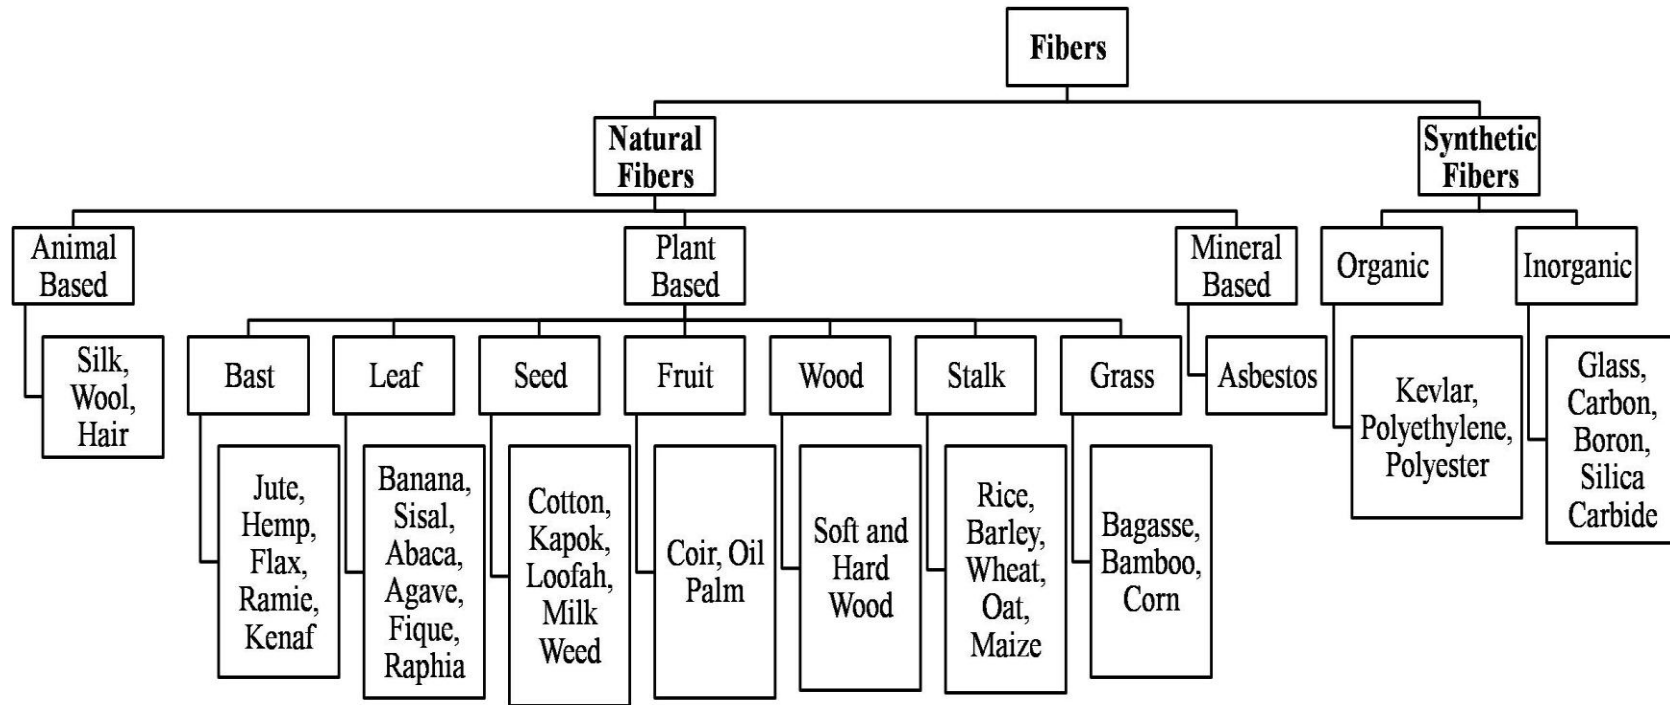 Fibers
Natural
Fibers
Synthetic
Fibers
Animal
Based
Plant
Based
Mineral
Based
Organic
Inorganic
Silk,
Wool,
Hair
Bast
Leaf
Seed
Fruit
Wood
Stalk
Grass
Asbestos
Kevlar,
Polyethylene,
Polyester
Glass,
Carbon,
Boron,
Silica
Carbide
Jute,
Hemp,
Flax,
Ramie,
Kenaf
Banana,
Sisal,
Abaca,
Agave,
Fique,
Raphia
Cotton,
Kapok,
Loofah,
Milk
Weed
Coir, Oil
Palm
Soft and
Hard
Wood
Rice,
Barley,
Wheat,
Oat,
Maize
Bagasse,
Bamboo,
Corn